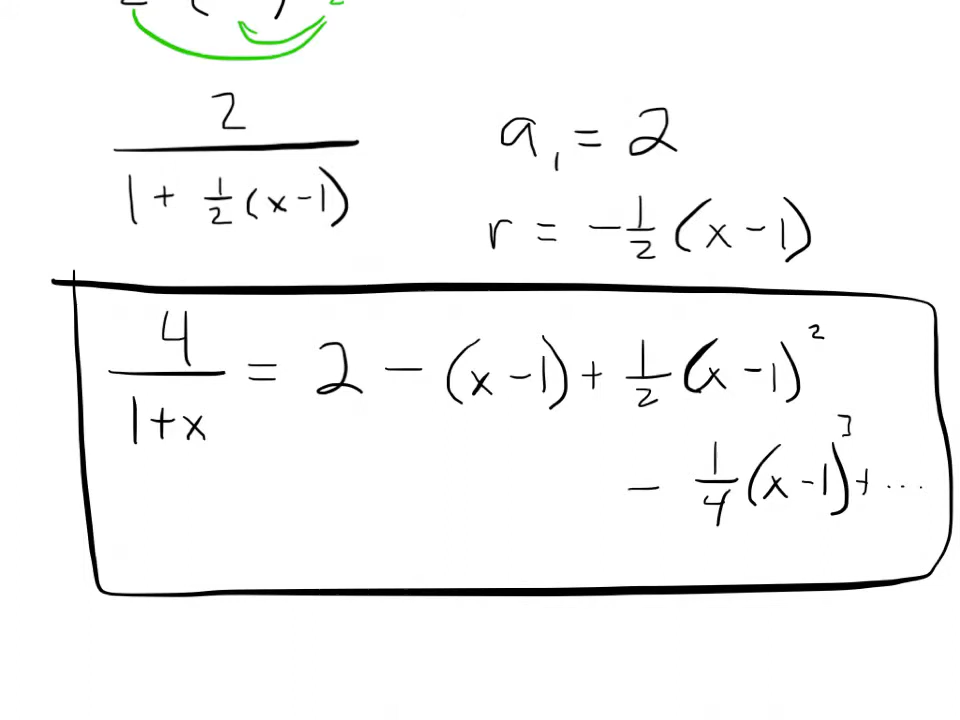 2 / (1 + 1/2 (x - 1))
a₁ = 2
r = -1/2 (x - 1)
4 / (1 + x) = 2 - (x - 1) + 1/2 (x - 1)²
- 1/4 (x - 1)³ + ...